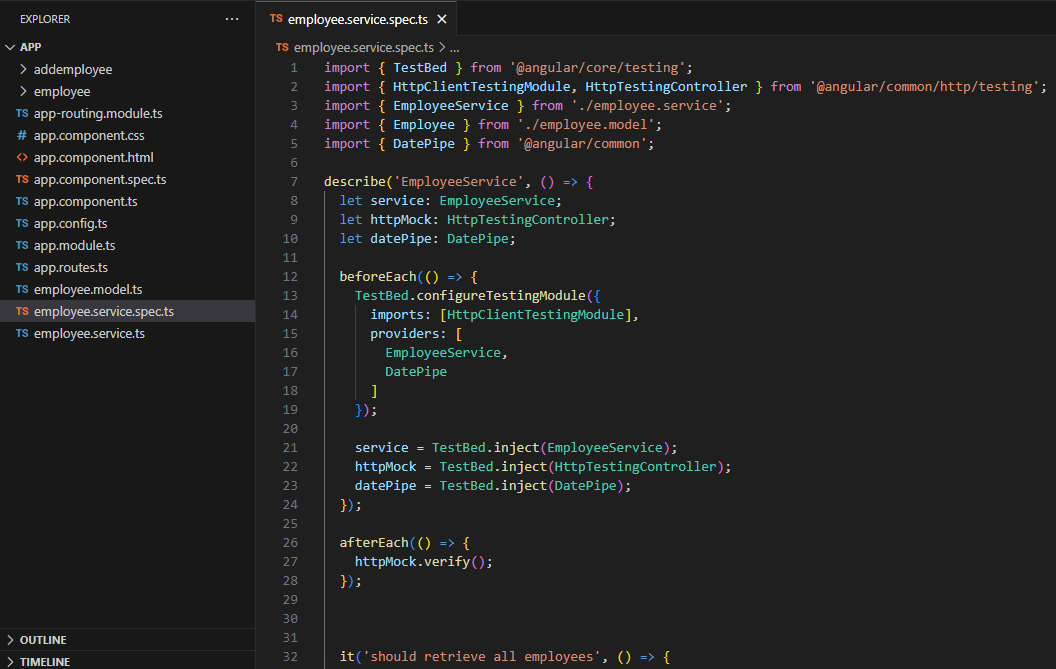 EXPLORER
...
APP
addemployee
employee
TS app-routing.module.ts
# app.component.css
<> app.component.html
TS app.component.spec.ts
TS app.component.ts
TS app.config.ts
TS app.module.ts
TS app.routes.ts
TS employee.model.ts
TS employee.service.spec.ts
TS employee.service.ts
OUTLINE
TIMELINE
TS employee.service.spec.ts ×
TS employee.service.spec.ts > ...
1 import { TestBed } from '@angular/core/testing';
2 import { HttpClientTestingModule, HttpTestingController } from '@angular/common/http/testing';
3 import { EmployeeService } from './employee.service';
4 import { Employee } from './employee.model';
5 import { DatePipe } from '@angular/common';
6
7 describe('EmployeeService', () => {
8   let service: EmployeeService;
9   let httpMock: HttpTestingController;
10   let datePipe: DatePipe;
11
12   beforeEach(() => {
13     TestBed.configureTestingModule({
14       imports: [HttpClientTestingModule],
15       providers: [
16         EmployeeService,
17         DatePipe
18       ]
19     });
20
21     service = TestBed.inject(EmployeeService);
22     httpMock = TestBed.inject(HttpTestingController);
23     datePipe = TestBed.inject(DatePipe);
24   });
25
26   afterEach(() => {
27     httpMock.verify();
28   });
29
30
31
32   it('should retrieve all employees', () => {